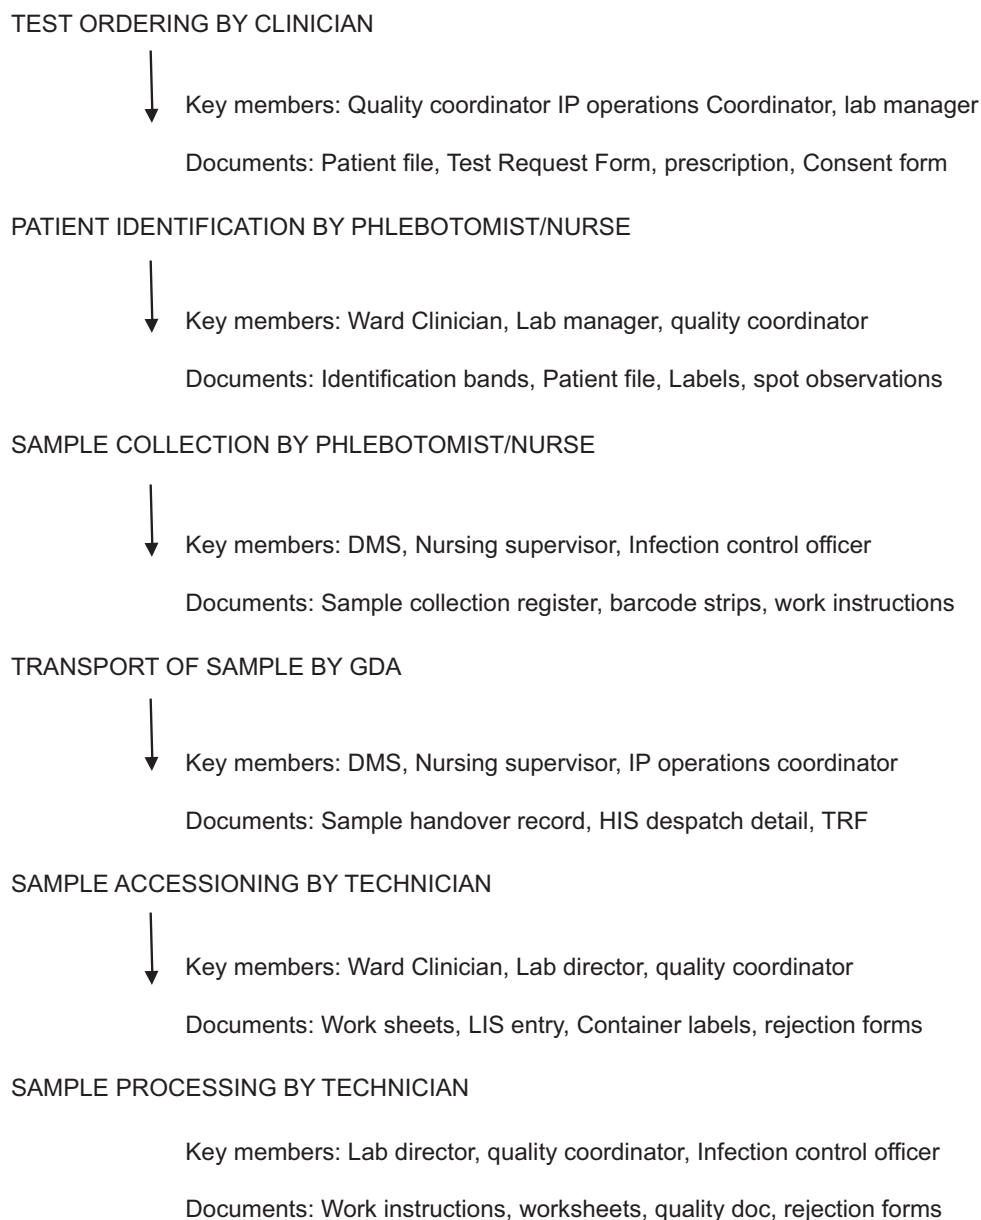 TEST ORDERING BY CLINICIAN
Key members: Quality coordinator IP operations Coordinator, lab manager
Documents: Patient file, Test Request Form, prescription, Consent form
PATIENT IDENTIFICATION BY PHLEBOTOMIST/NURSE
Key members: Ward Clinician, Lab manager, quality coordinator
Documents: Identification bands, Patient file, Labels, spot observations
SAMPLE COLLECTION BY PHLEBOTOMIST/NURSE
Key members: DMS, Nursing supervisor, Infection control officer
Documents: Sample collection register, barcode strips, work instructions
TRANSPORT OF SAMPLE BY GDA
Key members: DMS, Nursing supervisor, IP operations coordinator
Documents: Sample handover record, HIS despatch detail, TRF
SAMPLE ACCESSIONING BY TECHNICIAN
Key members: Ward Clinician, Lab director, quality coordinator
Documents: Work sheets, LIS entry, Container labels, rejection forms
SAMPLE PROCESSING BY TECHNICIAN
Key members: Lab director, quality coordinator, Infection control officer
Documents: Work instructions, worksheets, quality doc, rejection forms